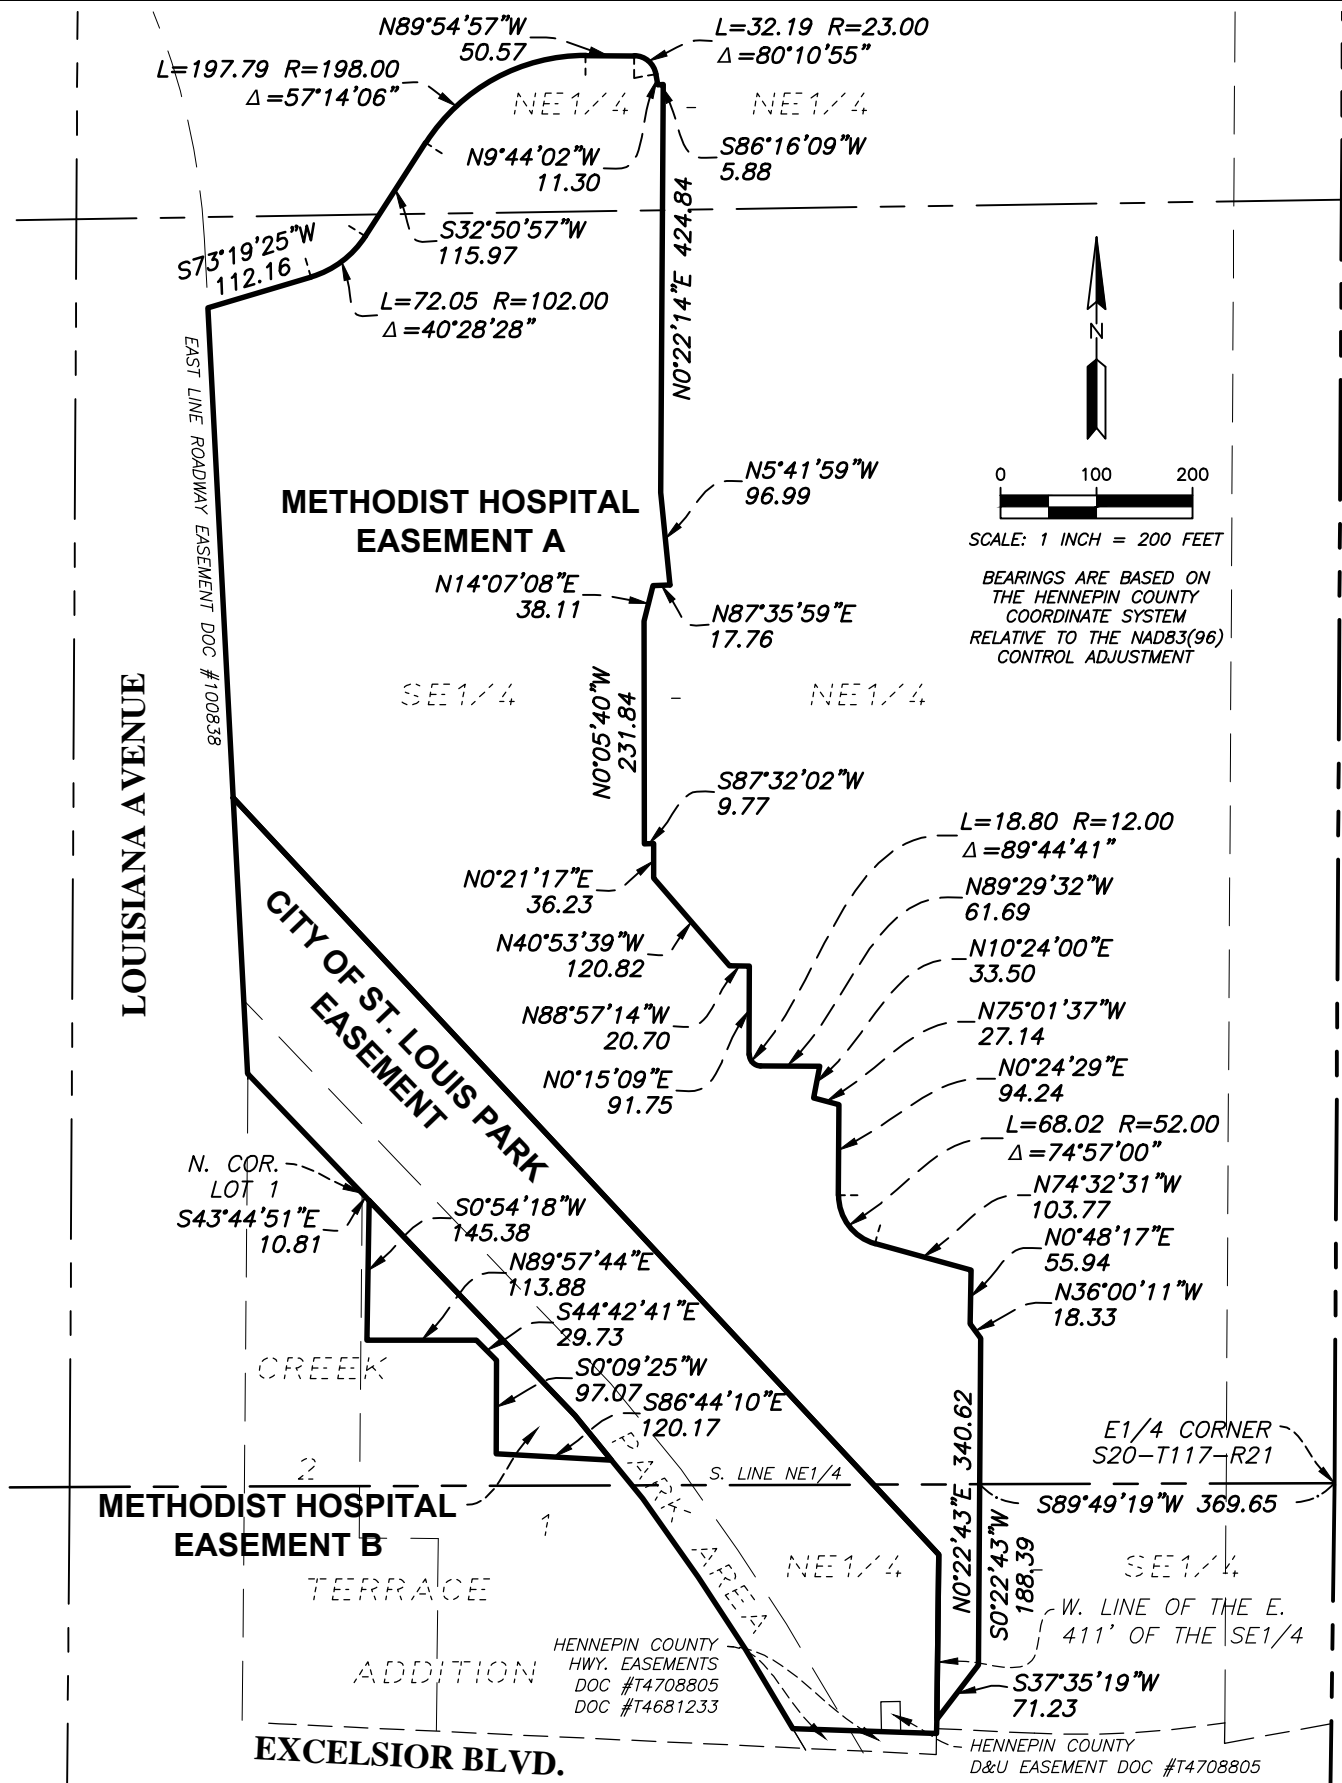 N89°54'57"W
50.57
L=32.19 R=23.00
Δ=80°10'55"
L=197.79 R=198.00
Δ=57°14'06"
NE1/4 - NE1/4
N9°44'02"W
11.30
S86°16'09"W
5.88
S32°50'57"W
115.97
N0°22'14"E 424.84
S73°19'25"W
112.16
L=72.05 R=102.00
Δ=40°28'28"
N
EAST LINE ROADWAY EASEMENT DOC #100838
METHODIST HOSPITAL
EASEMENT A
N5°41'59"W
96.99
0 100 200
SCALE: 1 INCH = 200 FEET
BEARINGS ARE BASED ON
THE HENNEPIN COUNTY
COORDINATE SYSTEM
RELATIVE TO THE NAD83(96)
CONTROL ADJUSTMENT
N14°07'08"E
38.11
N87°35'59"E
17.76
LOUISIANA AVENUE
SE1/4 - NE1/4
N0°05'40"W
231.84
S87°32'02"W
9.77
L=18.80 R=12.00
Δ=89°44'41"
N0°21'17"E
36.23
N89°29'32"W
61.69
CITY OF ST. LOUIS PARK
EASEMENT
N40°53'39"W
120.82
N10°24'00"E
33.50
N88°57'14"W
20.70
N75°01'37"W
27.14
N0°15'09"E
91.75
N0°24'29"E
94.24
L=68.02 R=52.00
Δ=74°57'00"
N. COR.
LOT 1
S43°44'51"E
10.81
S0°54'18"W
145.38
N74°32'31"W
103.77
N89°57'44"E
113.88
N0°48'17"E
55.94
S44°42'41"E
29.73
N36°00'11"W
18.33
CREEK
S0°09'25"W
97.07
S86°44'10"E
120.17
N0°22'43"E 340.62
E1/4 CORNER
S20-T117-R21
2
S. LINE NE1/4
PARK AREA
S89°49'19"W 369.65
METHODIST HOSPITAL
EASEMENT B
1
S0°22'43"W
188.39
NE1/4
SE1/4
TERRACE
W. LINE OF THE E.
411' OF THE SE1/4
ADDITION
HENNEPIN COUNTY
HWY. EASEMENTS
DOC #T4708805
DOC #T4681233
S37°35'19"W
71.23
EXCELSIOR BLVD.
HENNEPIN COUNTY
D&U EASEMENT DOC #T4708805